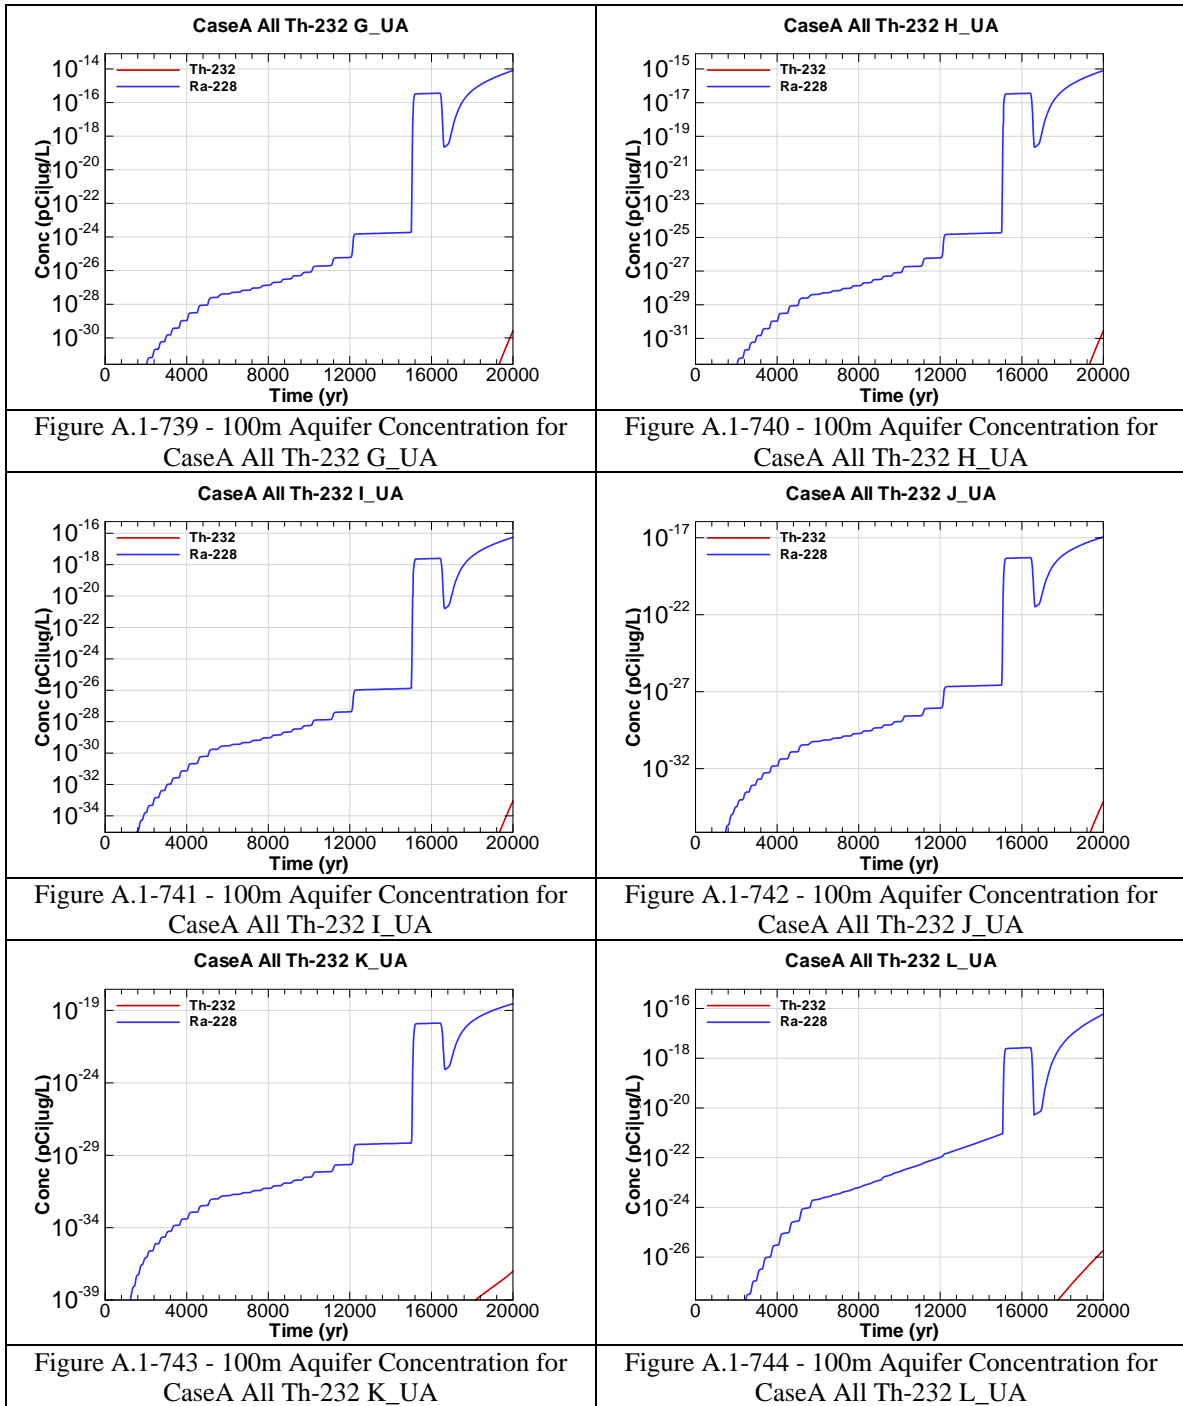 CaseA All Th-232 G_UA
Th-232
Ra-228
Conc (pCi|ug/L)
10-14
10-16
10-18
10-20
10-22
10-24
10-26
10-28
10-30
0 4000 8000 12000 16000 20000
Time (yr)
Figure A.1-739 - 100m Aquifer Concentration for
CaseA All Th-232 G_UA
CaseA All Th-232 H_UA
Th-232
Ra-228
Conc (pCi|ug/L)
10-15
10-17
10-19
10-21
10-23
10-25
10-27
10-29
10-31
0 4000 8000 12000 16000 20000
Time (yr)
Figure A.1-740 - 100m Aquifer Concentration for
CaseA All Th-232 H_UA
CaseA All Th-232 I_UA
Th-232
Ra-228
Conc (pCi|ug/L)
10-16
10-18
10-20
10-22
10-24
10-26
10-28
10-30
10-32
10-34
0 4000 8000 12000 16000 20000
Time (yr)
Figure A.1-741 - 100m Aquifer Concentration for
CaseA All Th-232 I_UA
CaseA All Th-232 J_UA
Th-232
Ra-228
Conc (pCi|ug/L)
10-17
10-22
10-27
10-32
0 4000 8000 12000 16000 20000
Time (yr)
Figure A.1-742 - 100m Aquifer Concentration for
CaseA All Th-232 J_UA
CaseA All Th-232 K_UA
Th-232
Ra-228
Conc (pCi|ug/L)
10-19
10-24
10-29
10-34
10-39
0 4000 8000 12000 16000 20000
Time (yr)
Figure A.1-743 - 100m Aquifer Concentration for
CaseA All Th-232 K_UA
CaseA All Th-232 L_UA
Th-232
Ra-228
Conc (pCi|ug/L)
10-16
10-18
10-20
10-22
10-24
10-26
0 4000 8000 12000 16000 20000
Time (yr)
Figure A.1-744 - 100m Aquifer Concentration for
CaseA All Th-232 L_UA